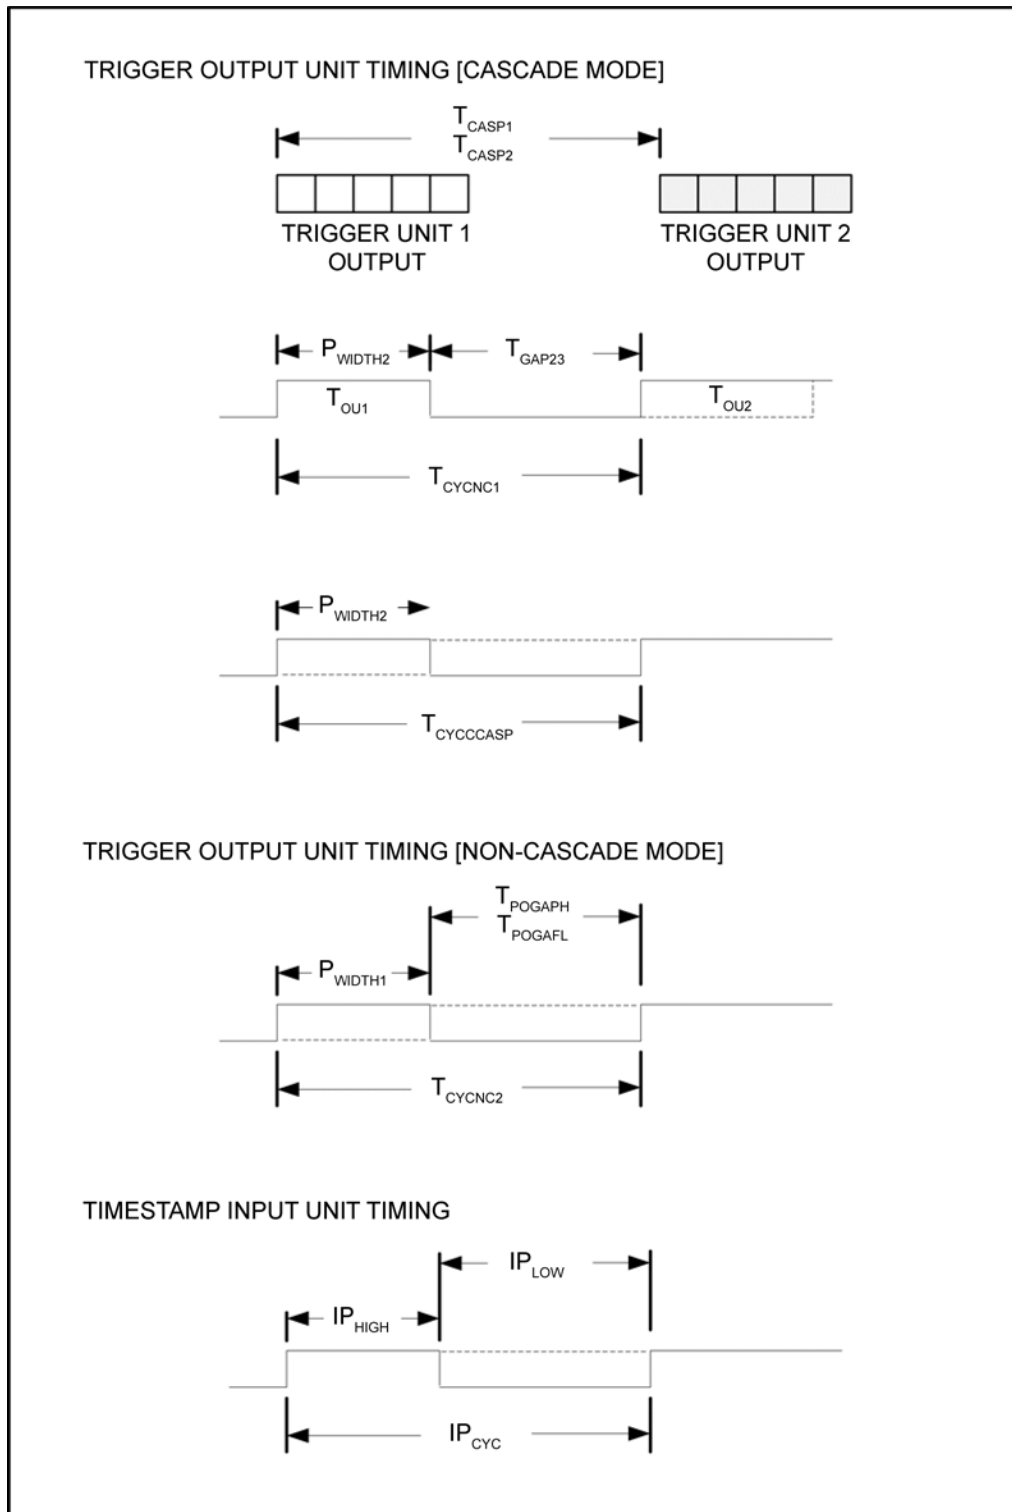 TRIGGER OUTPUT UNIT TIMING [CASCADE MODE]
TCASP1
TCASP2
TRIGGER UNIT 1
OUTPUT
TRIGGER UNIT 2
OUTPUT
PWIDTH2
TGAP23
TOU1
TOU2
TCYCNC1
PWIDTH2
TCYCCCASP
TRIGGER OUTPUT UNIT TIMING [NON-CASCADE MODE]
TPOGAPH
TPOGAFL
PWIDTH1
TCYCNC2
TIMESTAMP INPUT UNIT TIMING
IPLOW
IPHIGH
IPCYC